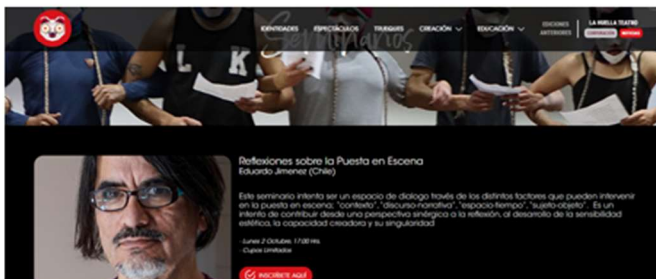 IDENTIDADES ESPECTÁCULOS TRUEQUES CREACIÓN EDUCACIÓN EDICIONES ANTERIORES LA HUELLA TEATRO
CORPORACIÓN NOTICIAS
Seminarios
L K
Reflexiones sobre la Puesta en Escena
Eduardo Jimenez (Chile)
Este seminario intenta ser un espacio de dialogo través de los distintos factores que pueden intervenir
en la puesta en escena; "contexto", "discurso-narrativa", "espacio-tiempo", "sujeto-objeto". Es un
intento de contribuir desde una perspectiva sinérgica a la reflexión, al desarrollo de la sensibilidad
estética, la capacidad creadora y su singularidad
· Lunes 2 Octubre. 17:00 Hrs.
· Cupos Limitados
INSCRÍBETE AQUÍ